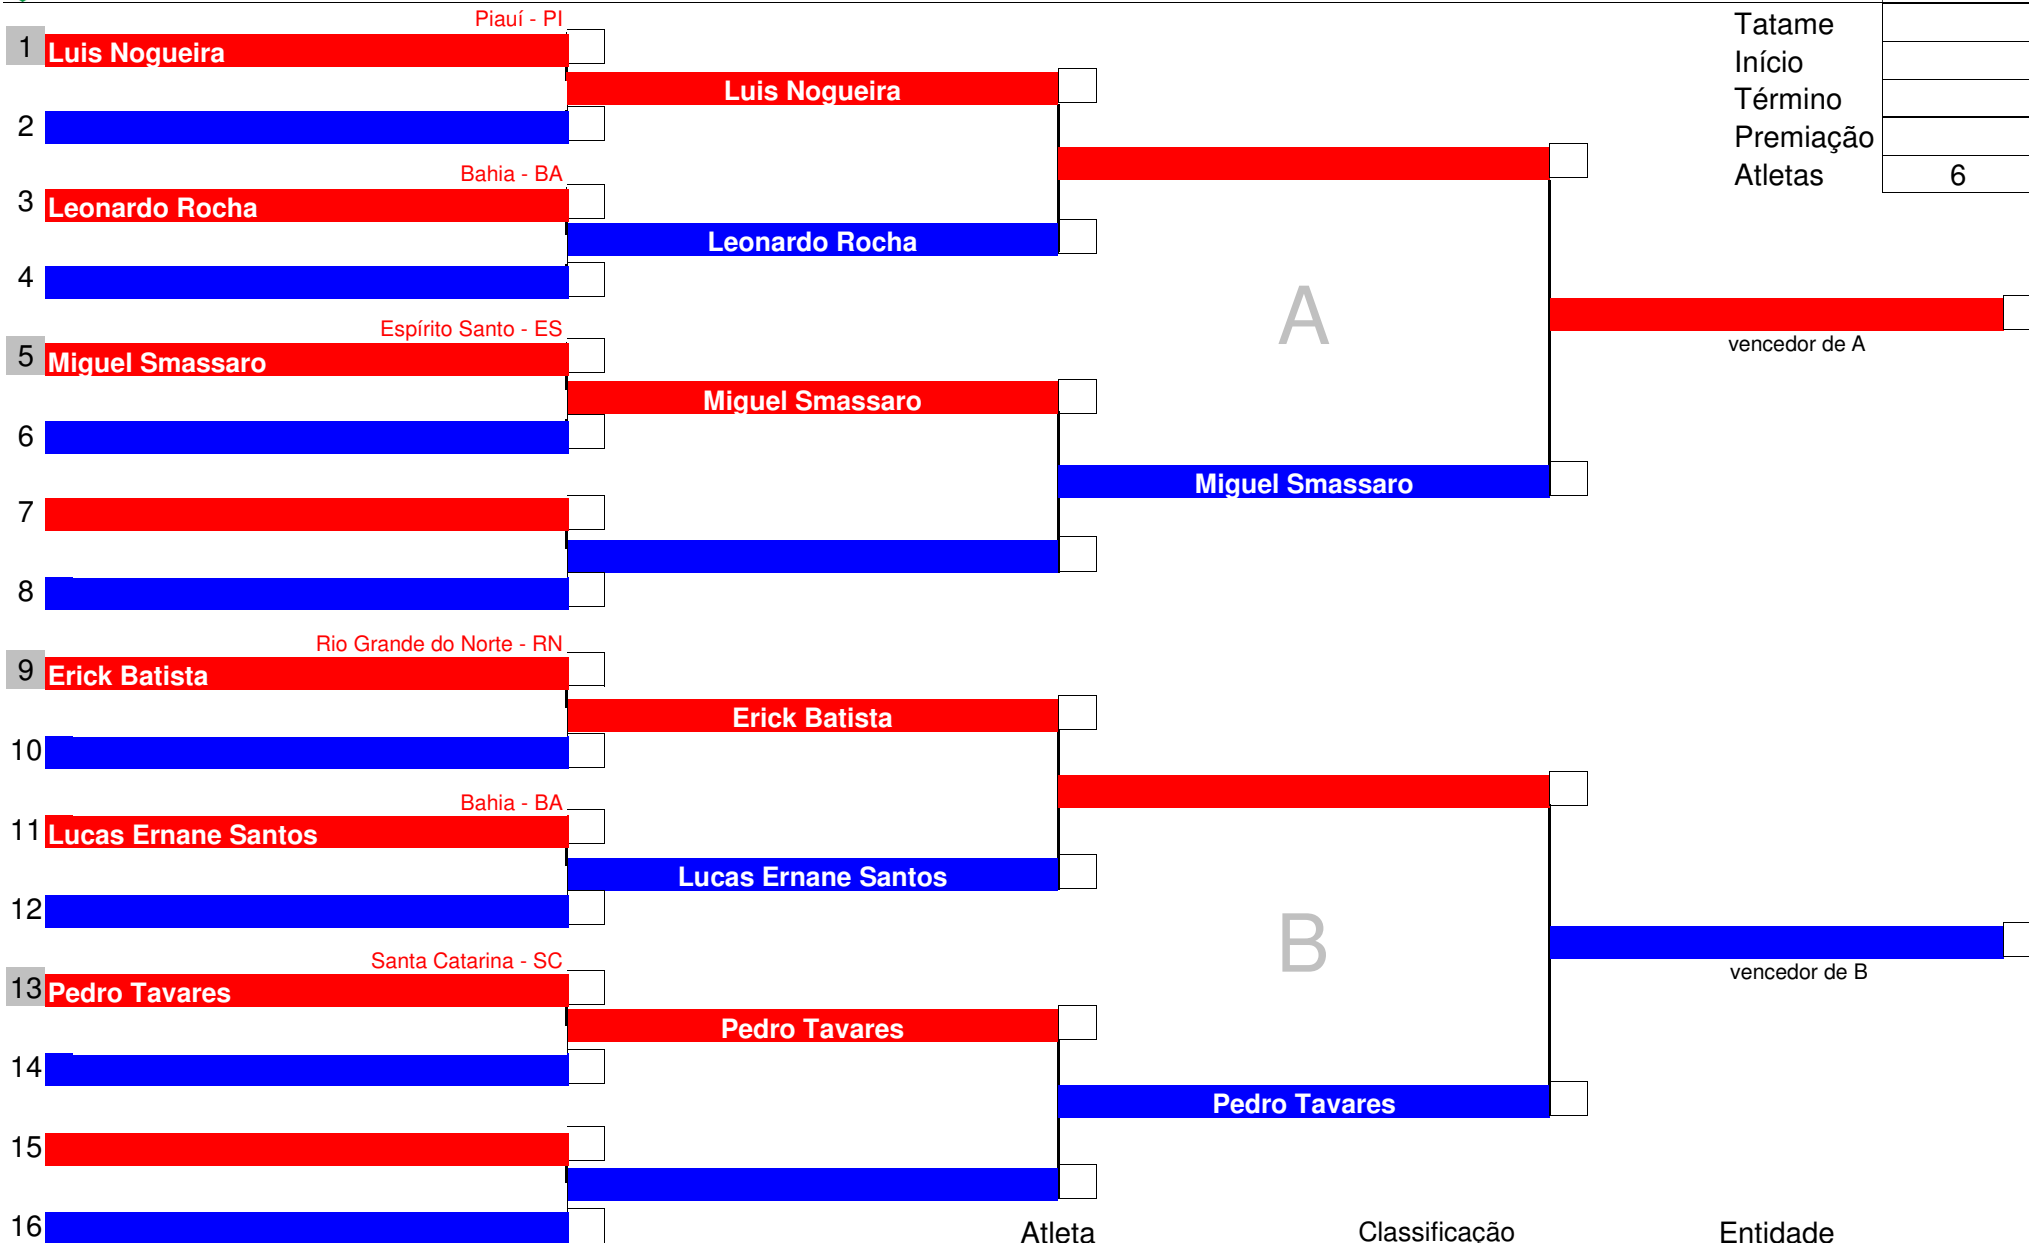 Piauí - PI
1 Luis Nogueira
Luis Nogueira
2
Bahia - BA
3 Leonardo Rocha
Leonardo Rocha
4
Espírito Santo - ES
5 Miguel Smassaro
Miguel Smassaro
6
Miguel Smassaro
7
8
A
vencedor de A
Tatame
Início
Término
Premiação
Atletas 6
Rio Grande do Norte - RN
9 Erick Batista
Erick Batista
10
Bahia - BA
11 Lucas Ernane Santos
Lucas Ernane Santos
12
B
vencedor de B
Santa Catarina - SC
13 Pedro Tavares
Pedro Tavares
14
Pedro Tavares
15
16
Atleta Classificação Entidade